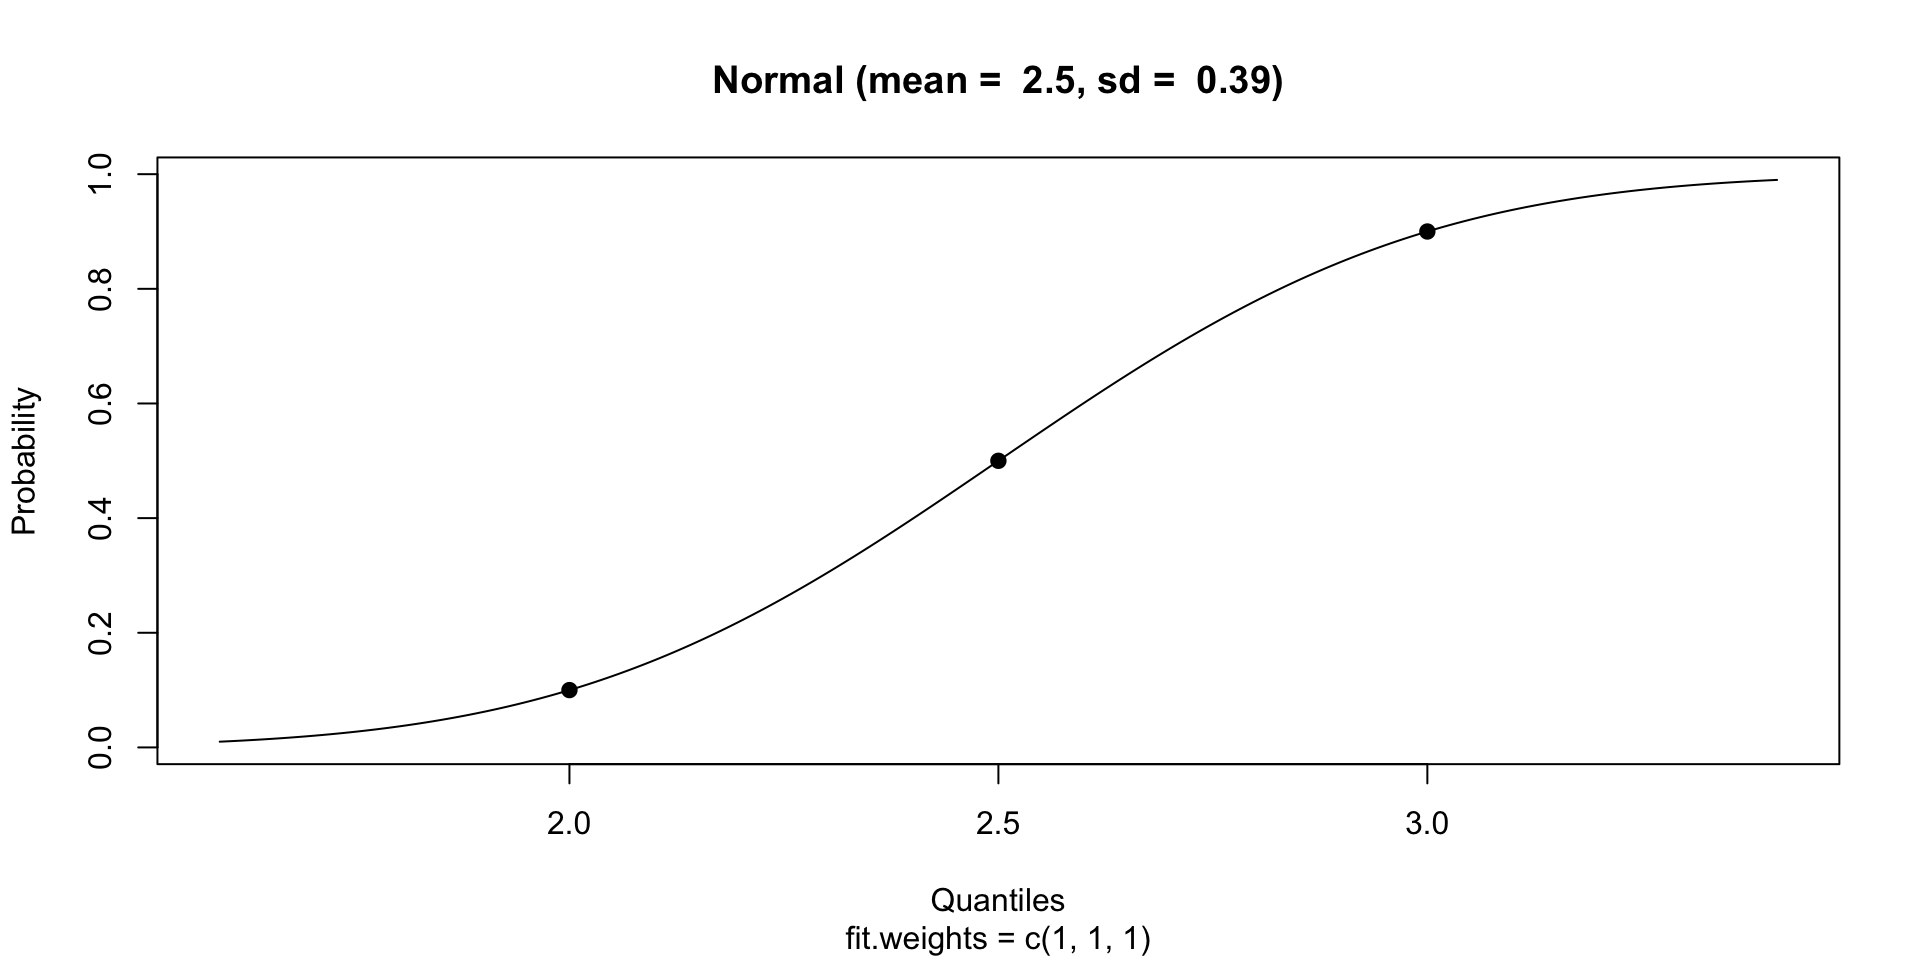 Normal (mean =  2.5, sd =  0.39)
1.0
0.8
0.6
0.4
0.2
0.0
Probability
2.0
2.5
3.0
Quantiles
fit.weights = c(1, 1, 1)